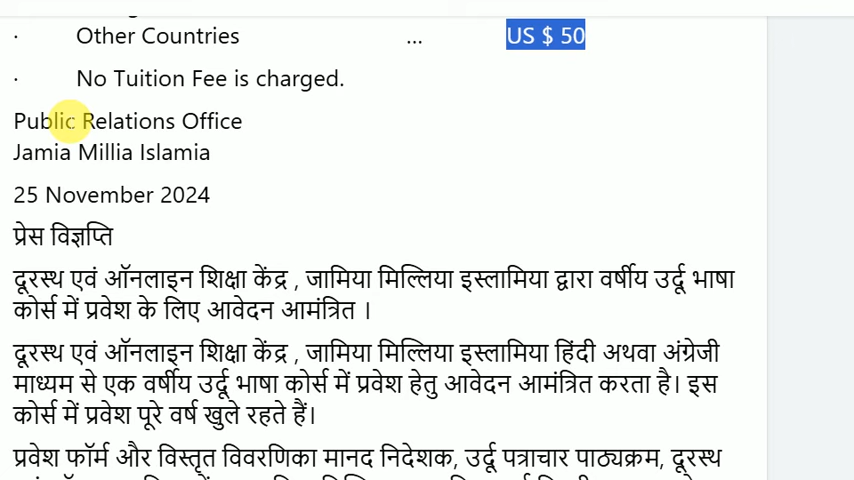 · Other Countries ... US $ 50
· No Tuition Fee is charged.
Public Relations Office
Jamia Millia Islamia
25 November 2024
प्रेस विज्ञप्ति
दूरस्थ एवं ऑनलाइन शिक्षा केंद्र , जामिया मिल्लिया इस्लामिया द्वारा वर्षीय उर्दू भाषा
कोर्स में प्रवेश के लिए आवेदन आमंत्रित ।
दूरस्थ एवं ऑनलाइन शिक्षा केंद्र , जामिया मिल्लिया इस्लामिया हिंदी अथवा अंग्रेजी
माध्यम से एक वर्षीय उर्दू भाषा कोर्स में प्रवेश हेतु आवेदन आमंत्रित करता है। इस
कोर्स में प्रवेश पूरे वर्ष खुले रहते हैं।
प्रवेश फॉर्म और विस्तृत विवरणिका मानद निदेशक, उर्दू पत्राचार पाठ्यक्रम, दूरस्थ